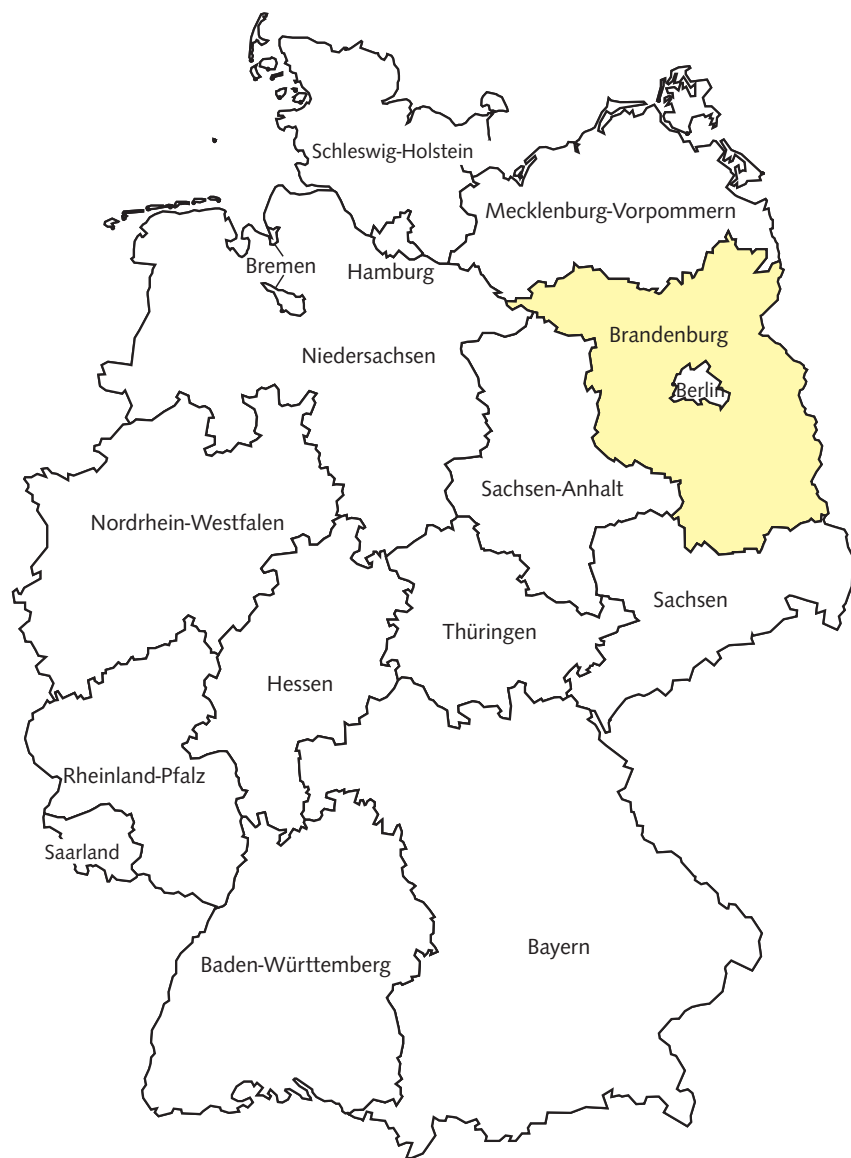 Schleswig-Holstein
Mecklenburg-Vorpommern
Bremen
Hamburg
Brandenburg
Niedersachsen
Berlin
Sachsen-Anhalt
Nordrhein-Westfalen
Sachsen
Thüringen
Hessen
Rheinland-Pfalz
Saarland
Bayern
Baden-Württemberg